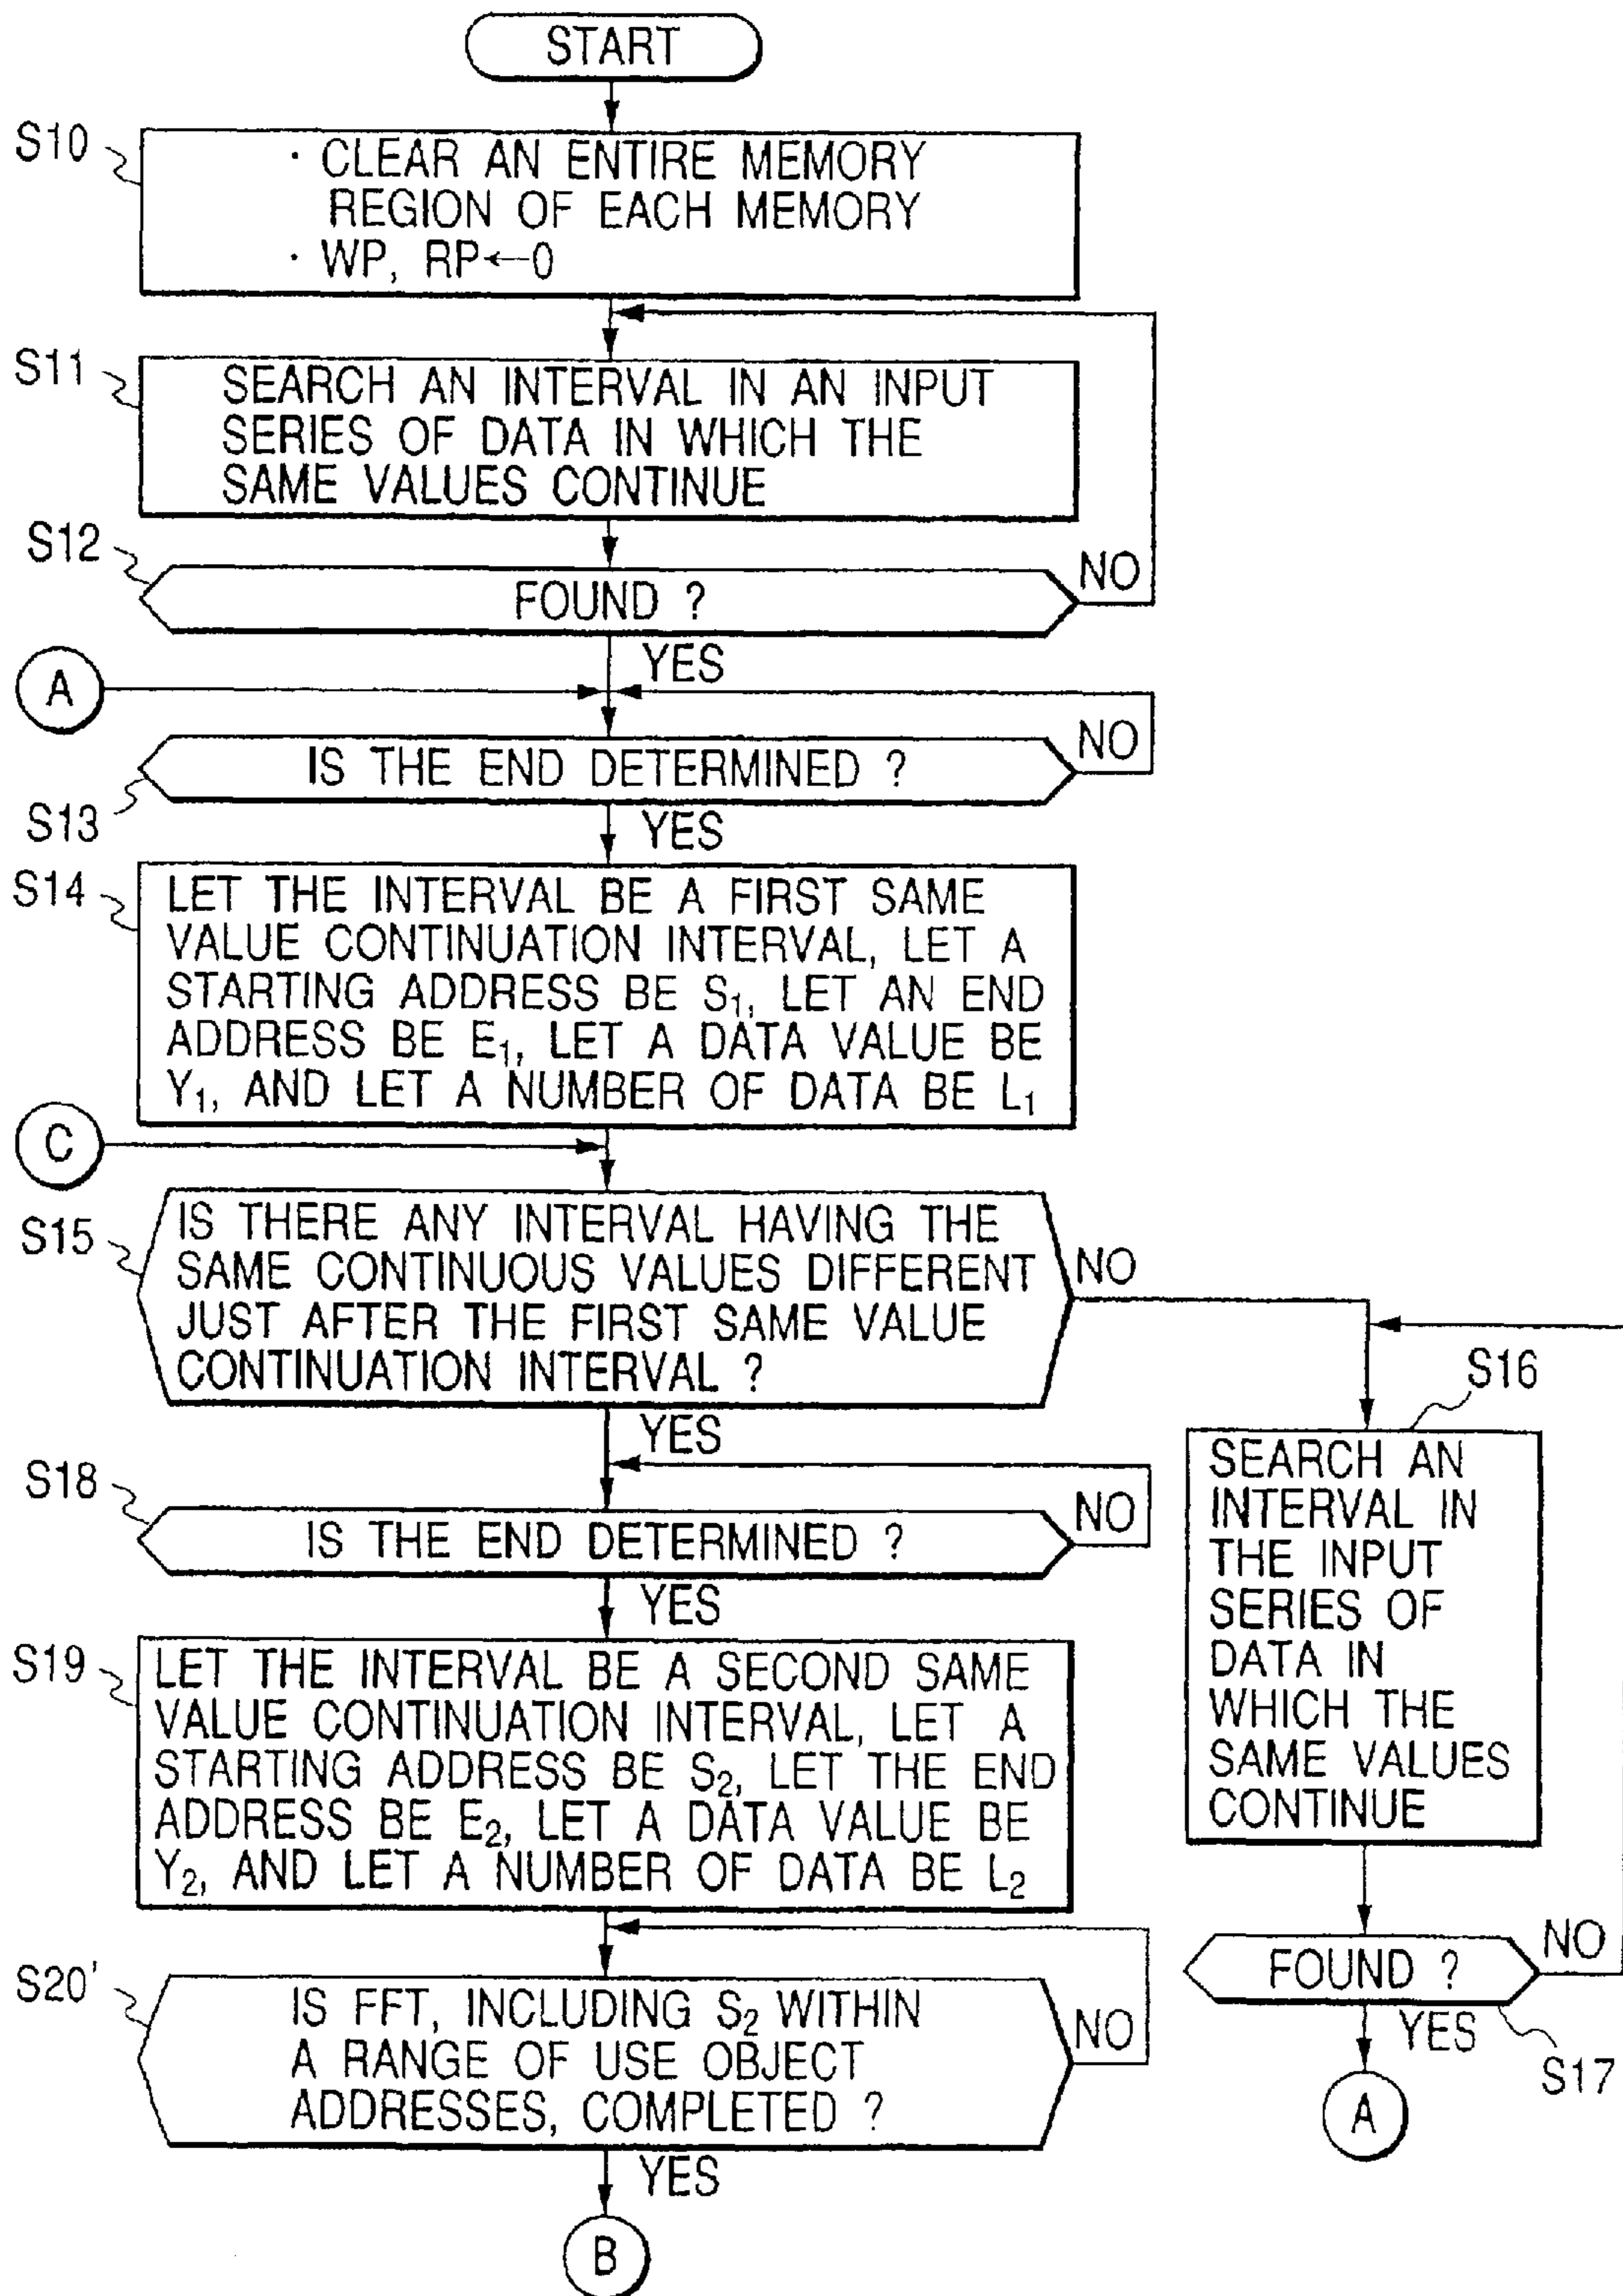 START
S10
· CLEAR AN ENTIRE MEMORY
REGION OF EACH MEMORY
· WP, RP←0
S11
SEARCH AN INTERVAL IN AN INPUT
SERIES OF DATA IN WHICH THE
SAME VALUES CONTINUE
S12
FOUND ?
NO
YES
A
IS THE END DETERMINED ?
NO
S13
YES
S14
LET THE INTERVAL BE A FIRST SAME
VALUE CONTINUATION INTERVAL, LET A
STARTING ADDRESS BE S₁, LET AN END
ADDRESS BE E₁, LET A DATA VALUE BE
Y₁, AND LET A NUMBER OF DATA BE L₁
C
S15
IS THERE ANY INTERVAL HAVING THE
SAME CONTINUOUS VALUES DIFFERENT
JUST AFTER THE FIRST SAME VALUE
CONTINUATION INTERVAL ?
NO
YES
S16
SEARCH AN
INTERVAL IN
THE INPUT
SERIES OF
DATA IN
WHICH THE
SAME VALUES
CONTINUE
FOUND ?
NO
YES
S17
A
S18
IS THE END DETERMINED ?
NO
YES
S19
LET THE INTERVAL BE A SECOND SAME
VALUE CONTINUATION INTERVAL, LET A
STARTING ADDRESS BE S₂, LET THE END
ADDRESS BE E₂, LET A DATA VALUE BE
Y₂, AND LET A NUMBER OF DATA BE L₂
S20'
IS FFT, INCLUDING S₂ WITHIN
A RANGE OF USE OBJECT
ADDRESSES, COMPLETED ?
NO
YES
B